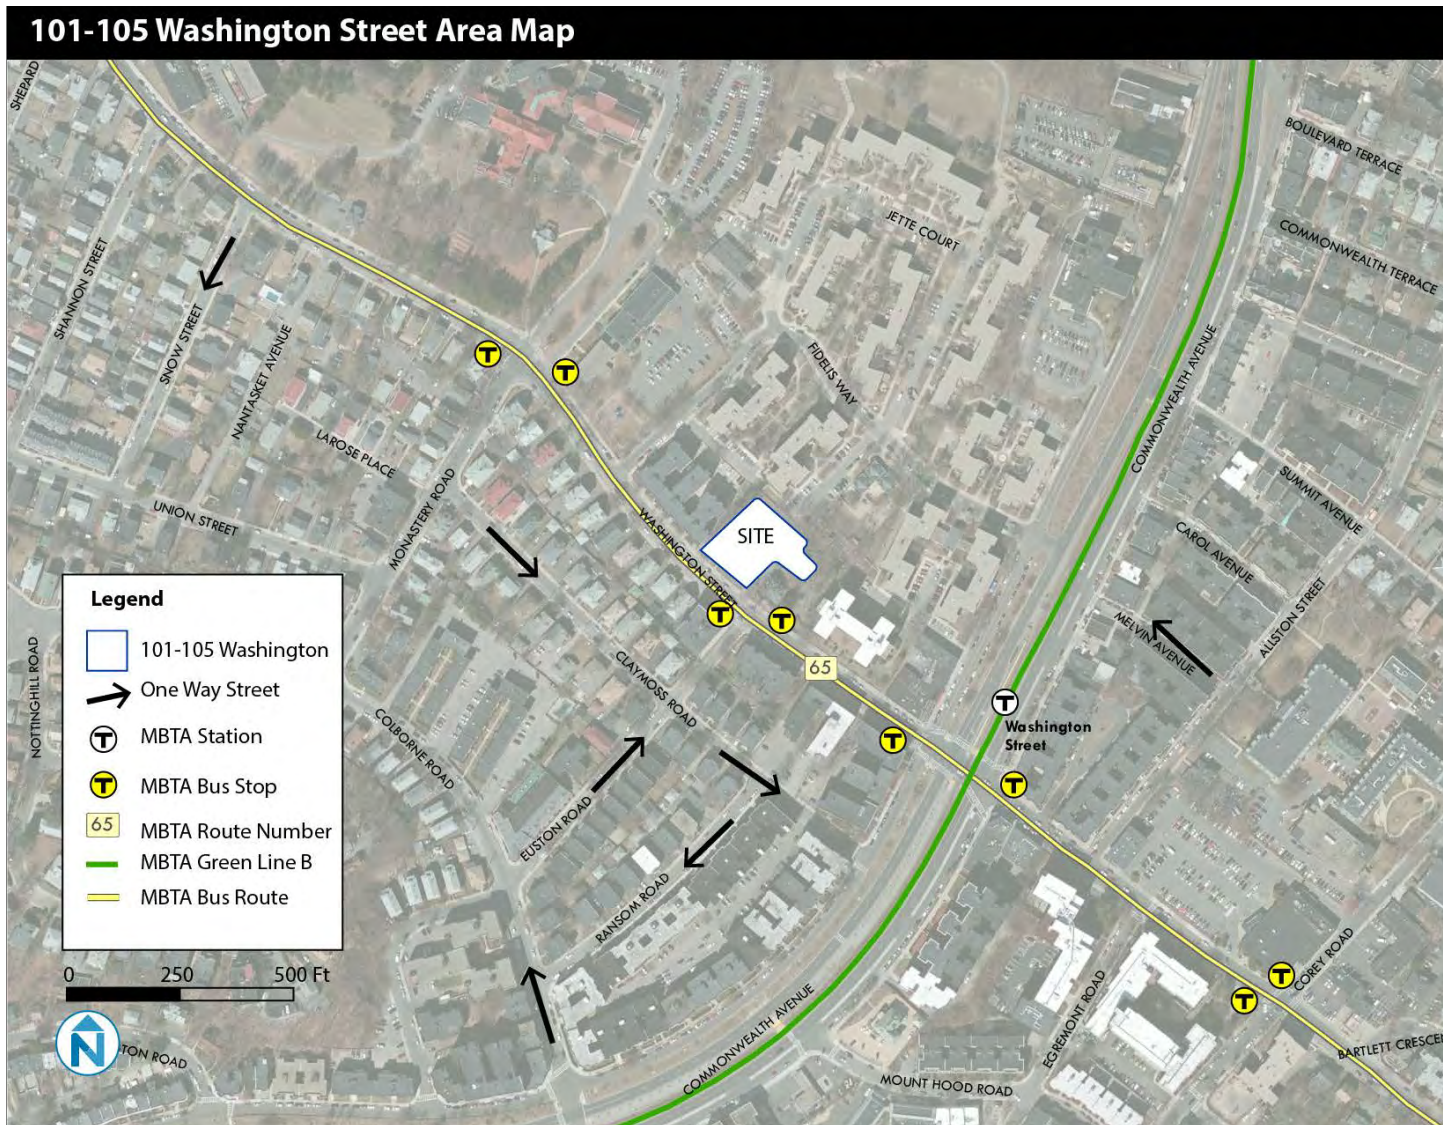 101-105 Washington Street Area Map
SHEPARD
BOULEVARD TERRACE
JETTE COURT
COMMONWEALTH TERRACE
SHANNON STREET
SNOW STREET
NANTASKET AVENUE
FIDELIS WAY
COMMONWEALTH AVENUE
LAROSE PLACE
MONASTERY ROAD
UNION STREET
SUMMIT AVENUE
CAROL AVENUE
WASHINGTON STREET
SITE
ALLSTON STREET
MELVIN AVENUE
NOTTINGHILL ROAD
CLAYMOSS ROAD
65
COLBORNE ROAD
T
T
T
T
T
T
T
T
T
Washington
Street
EUSTON ROAD
RANSOM ROAD
COREY ROAD
EGREMONT ROAD
COMMONWEALTH AVENUE
BARTLETT CRESCEN
MOUNT HOOD ROAD
Legend
101-105 Washington
One Way Street
T MBTA Station
T MBTA Bus Stop
65 MBTA Route Number
MBTA Green Line B
MBTA Bus Route
0 250 500 Ft
N
TON ROAD